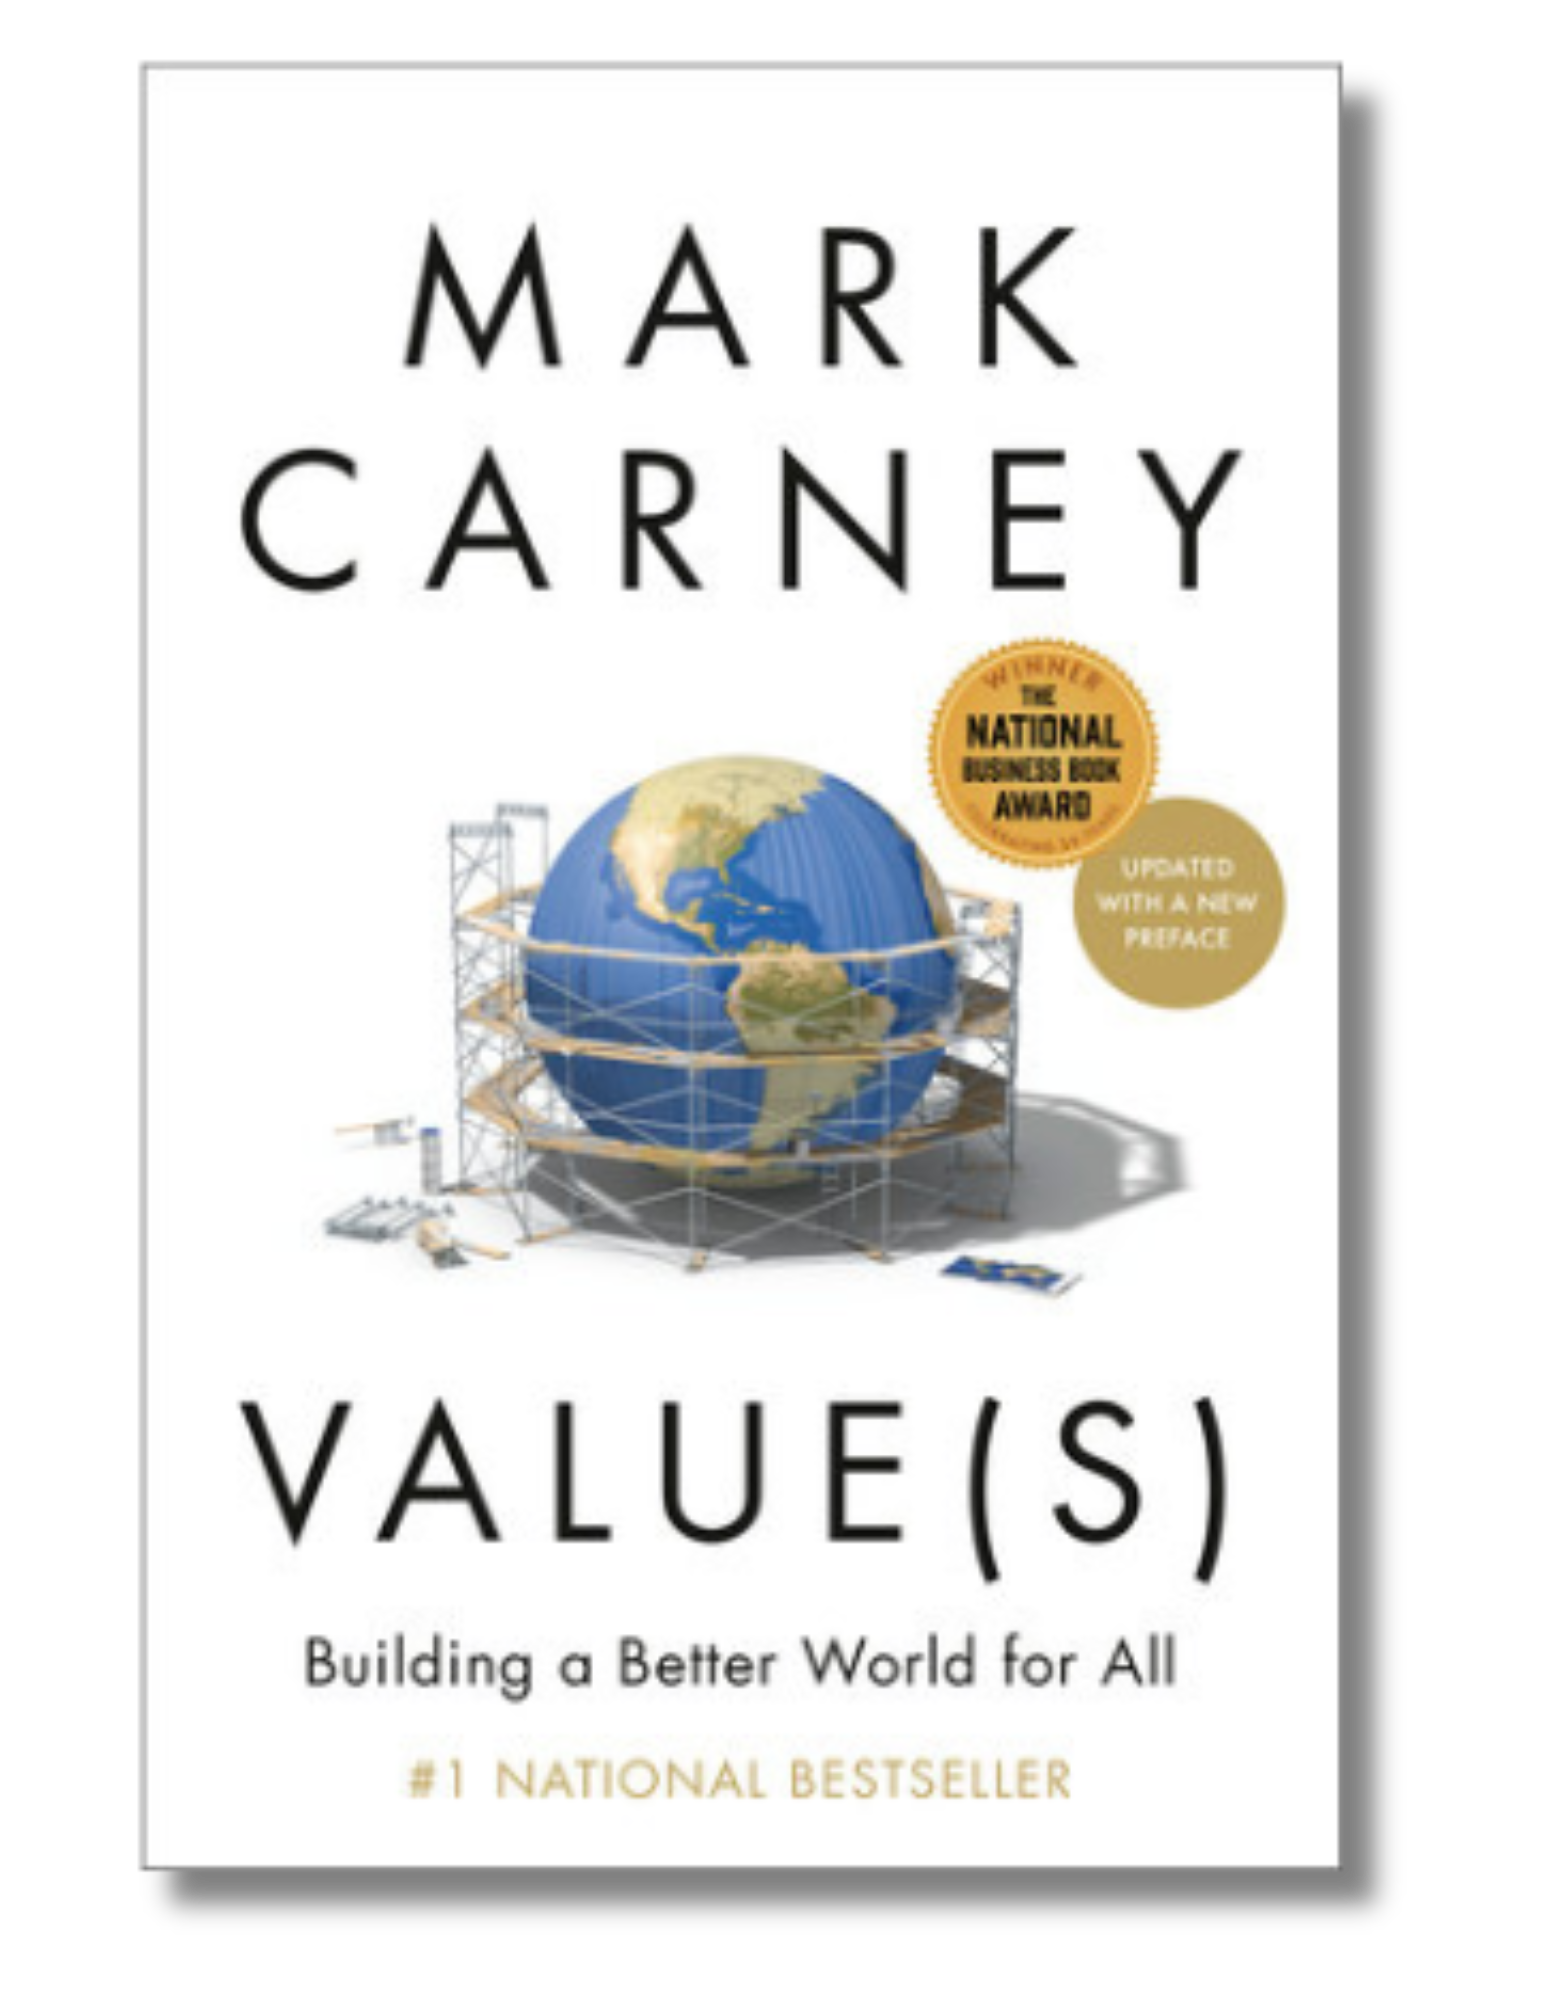 MARK
CARNEY
WINNER
THE
NATIONAL
BUSINESS BOOK
AWARD
UPDATED
WITH A NEW
PREFACE
VALUE(S)
Building a Better World for All
#1 NATIONAL BESTSELLER